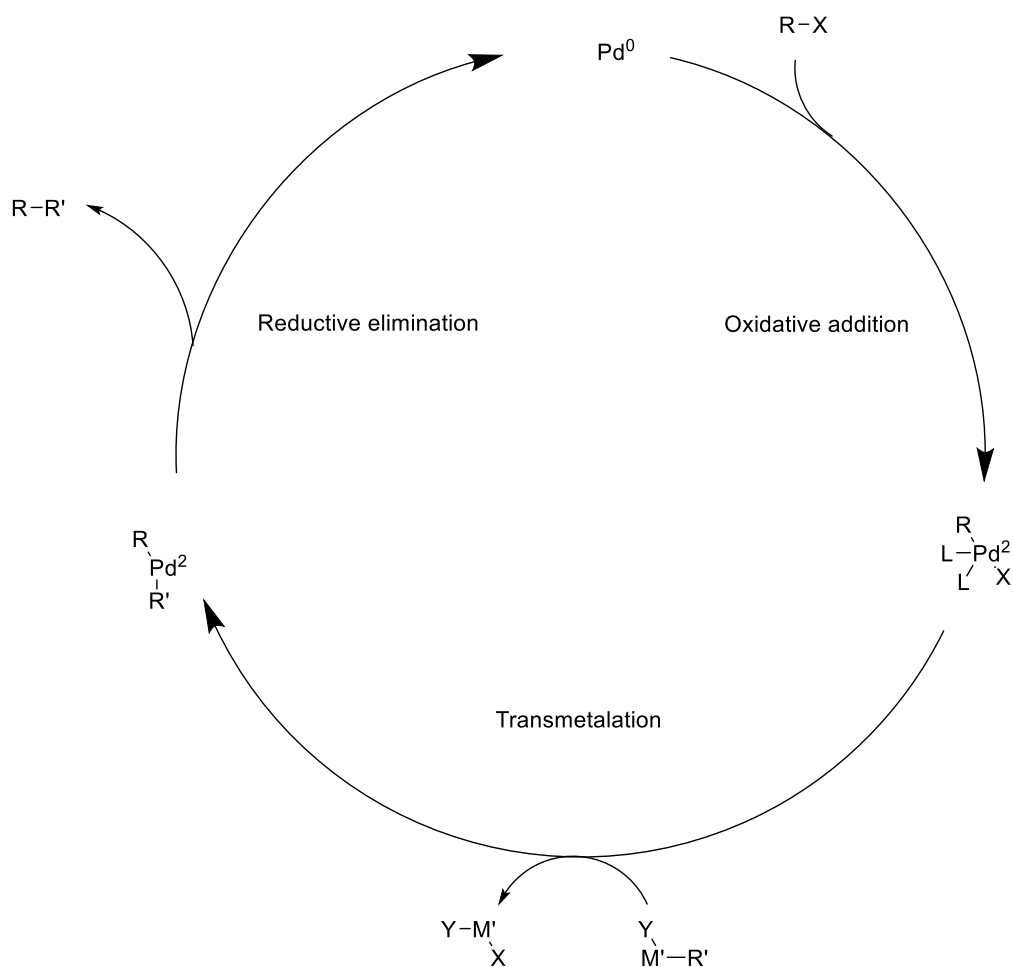 R–X
Pd⁰
R–R'
Reductive elimination
Oxidative addition
R
L–Pd²
L
X
R
Pd²
R'
Transmetalation
Y–M'
X
Y
M'–R'